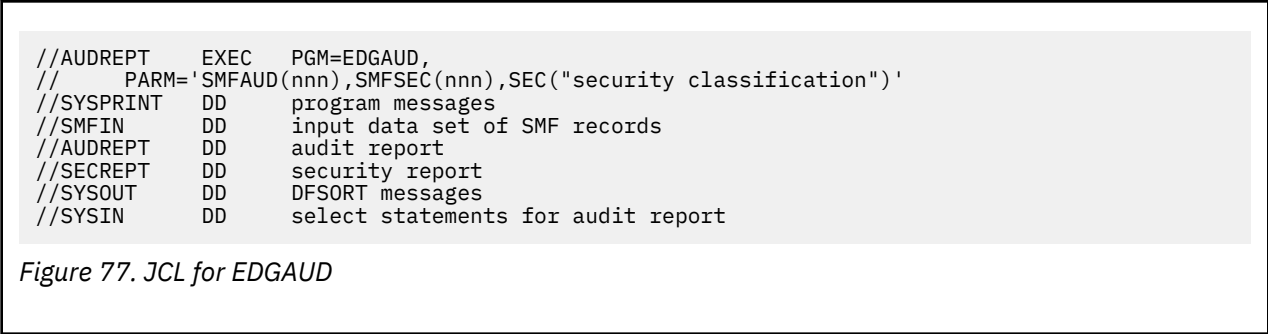 //AUDREPT    EXEC   PGM=EDGAUD,
//     PARM='SMFAUD(nnn),SMFSEC(nnn),SEC("security classification")'
//SYSPRINT   DD     program messages
//SMFIN      DD     input data set of SMF records
//AUDREPT    DD     audit report
//SECREPT    DD     security report
//SYSOUT     DD     DFSORT messages
//SYSIN      DD     select statements for audit report
Figure 77. JCL for EDGAUD